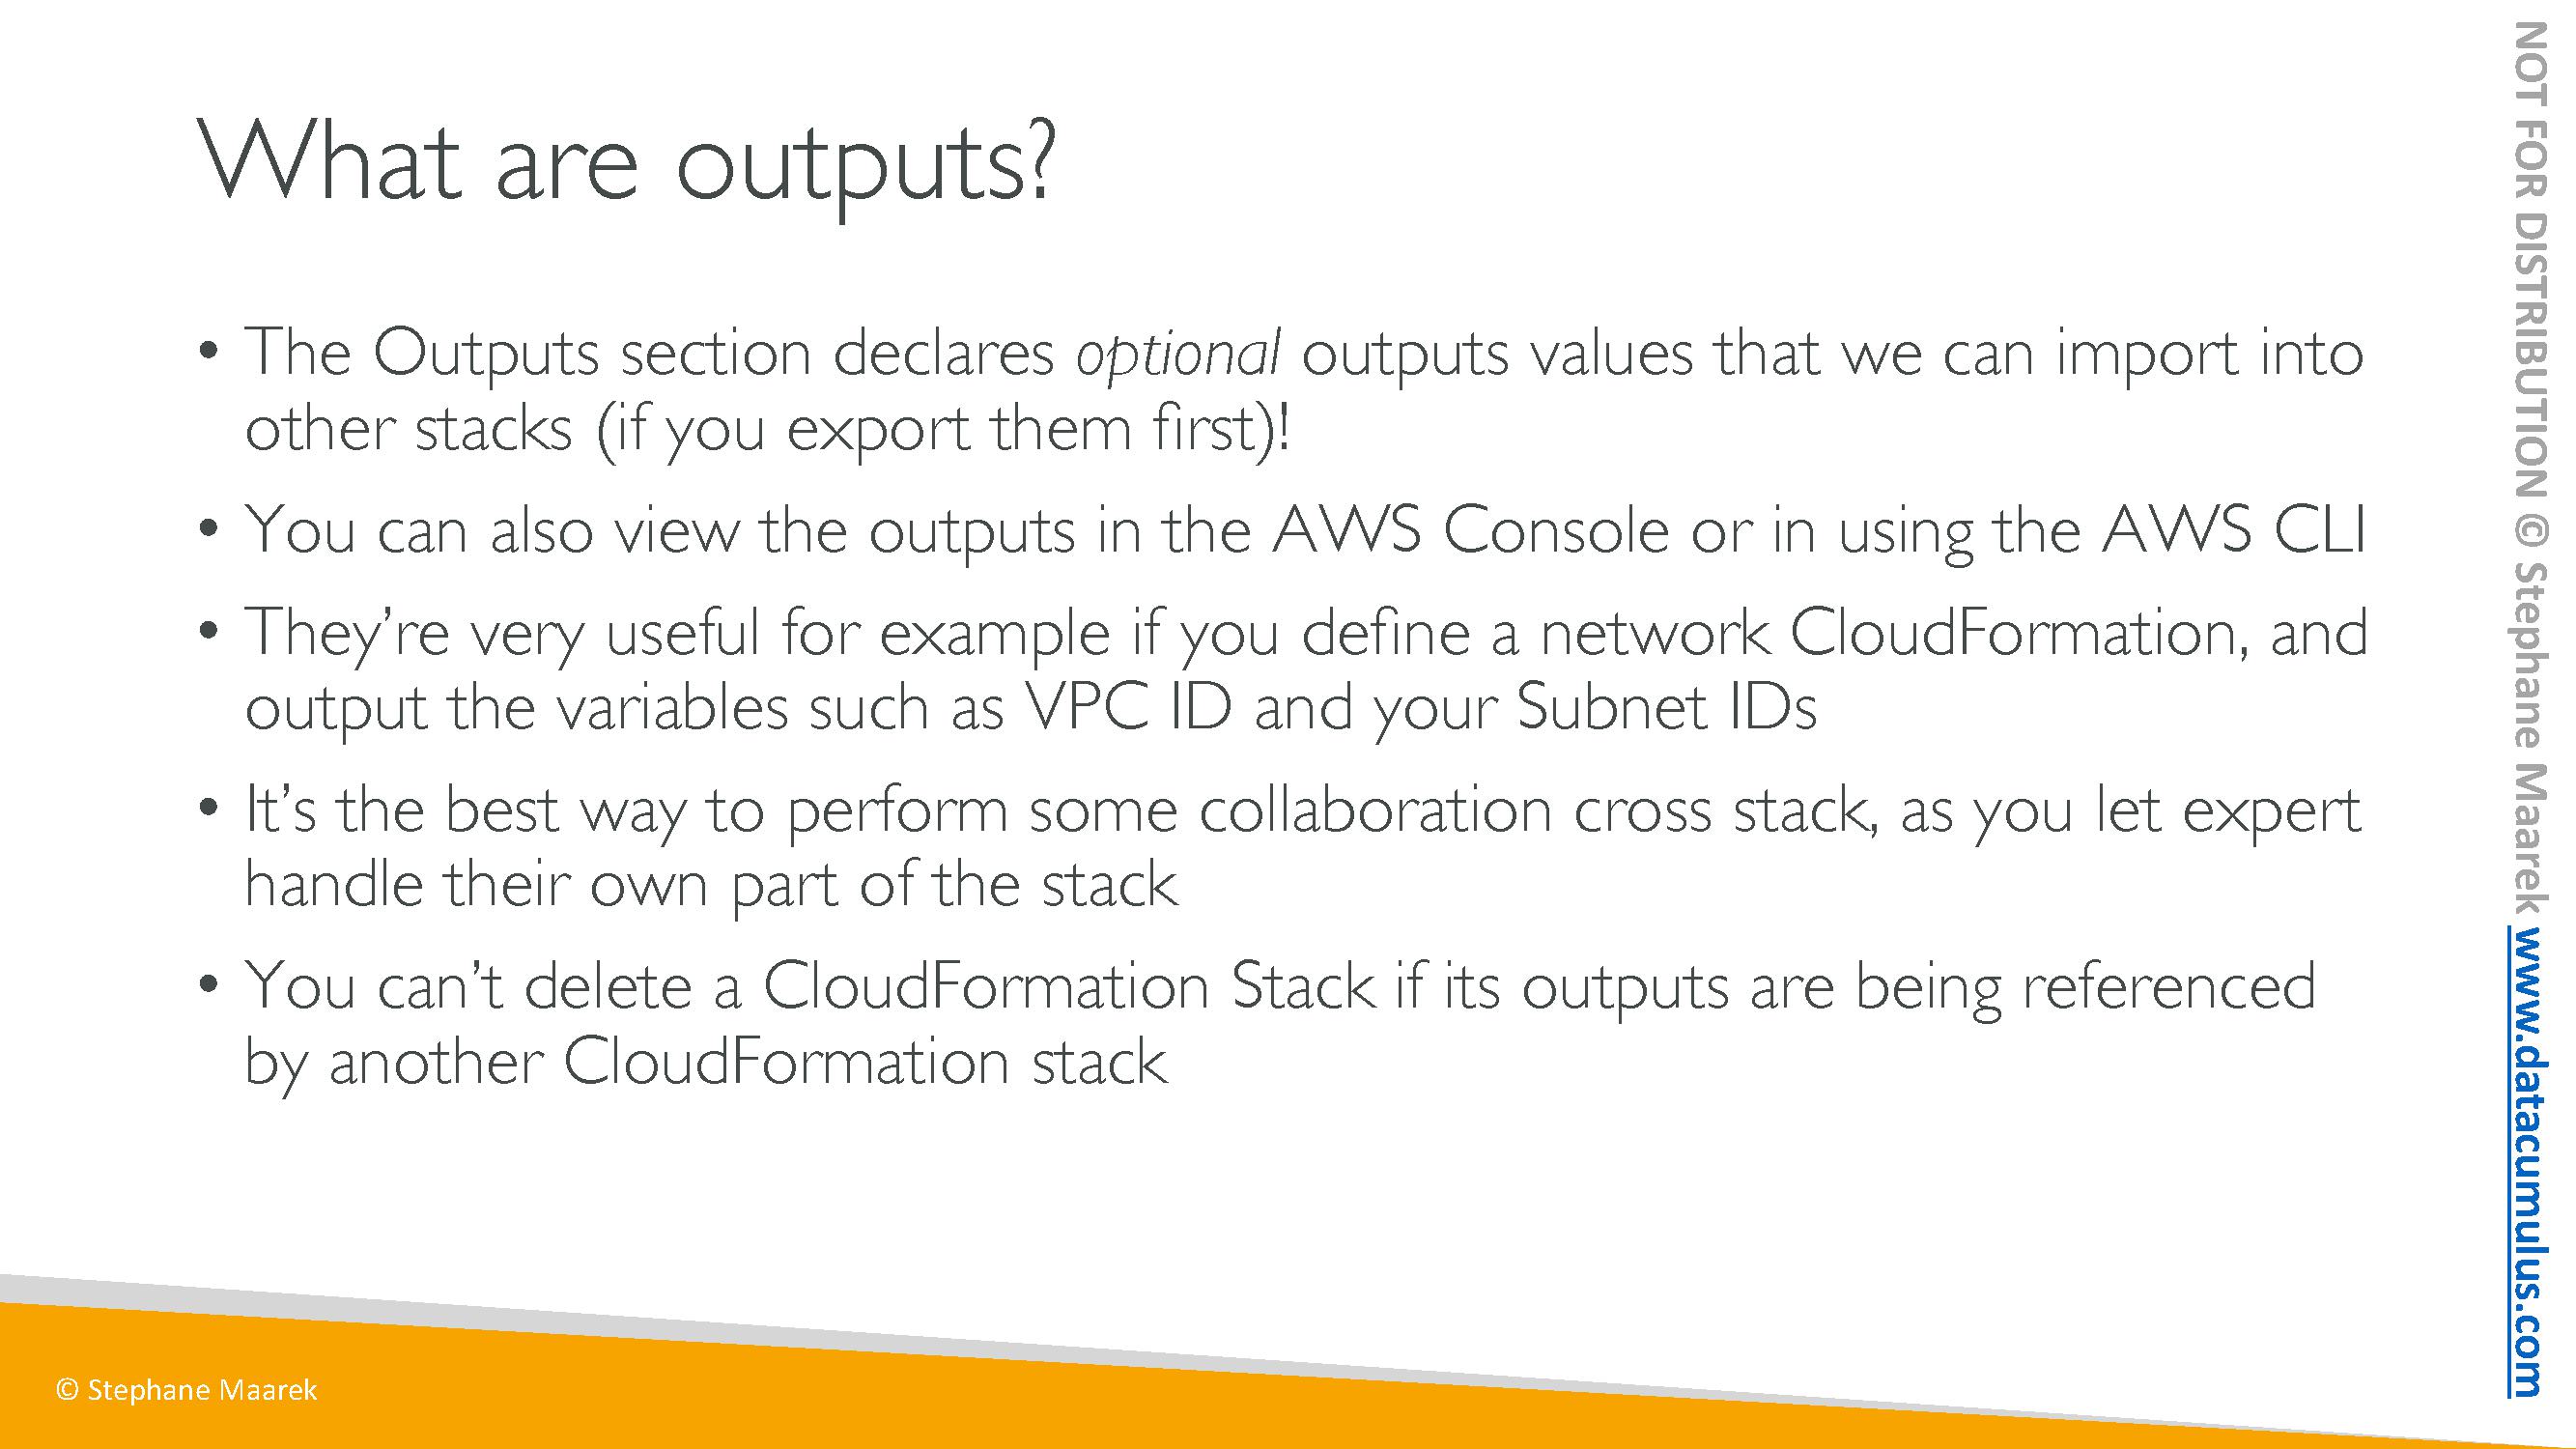 What are outputs?
• The Outputs section declares optional outputs values that we can import into
other stacks (if you export them first)!
• You can also view the outputs in the AWS Console or in using the AWS CLI
• They’re very useful for example if you define a network CloudFormation, and
output the variables such as VPC ID and your Subnet IDs
• It’s the best way to perform some collaboration cross stack, as you let expert
handle their own part of the stack
• You can’t delete a CloudFormation Stack if its outputs are being referenced
by another CloudFormation stack
© Stephane Maarek
NOT FOR DISTRIBUTION © Stephane Maarek www.datacumulus.com